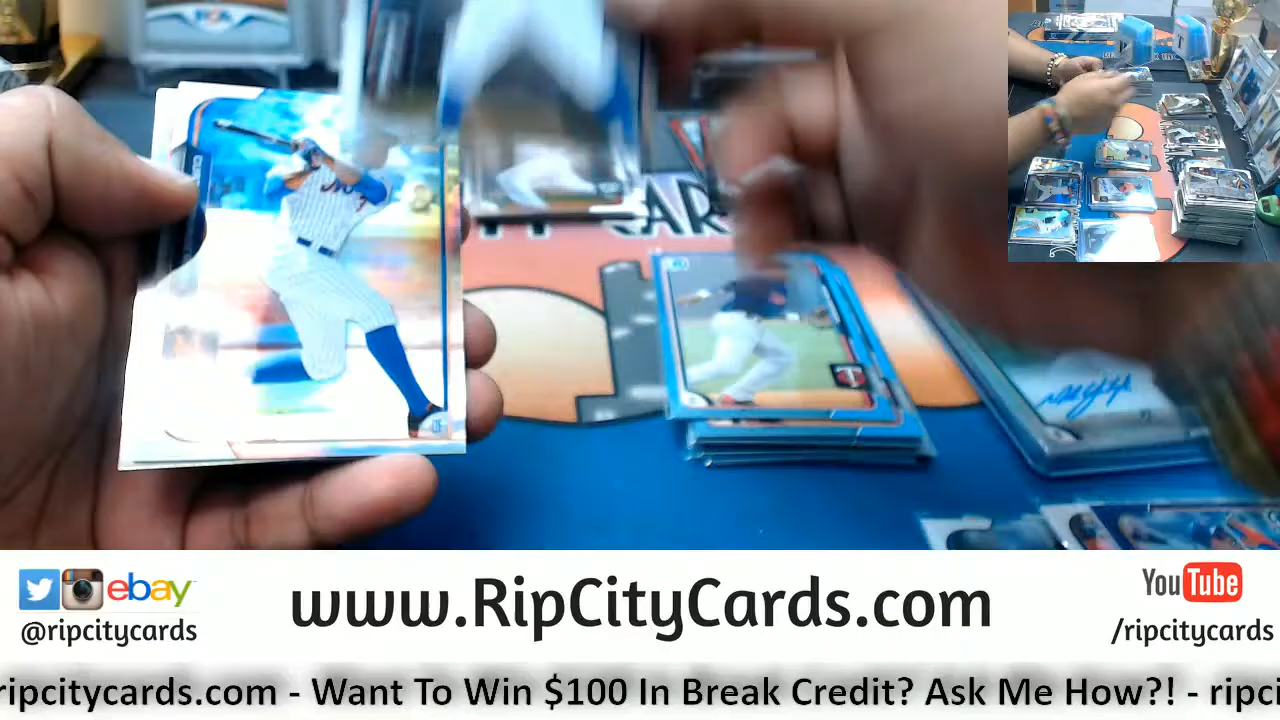 ebay
@ripcitycards
www.RipCityCards.com
YouTube
/ripcitycards
ripcitycards.com - Want To Win $100 In Break Credit? Ask Me How?! - ripci